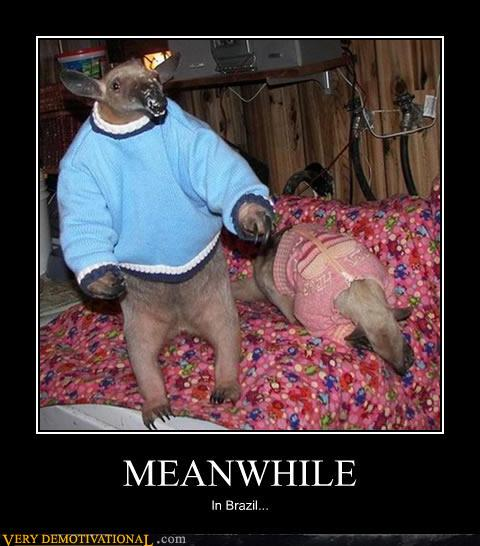 MEANWHILE
In Brazil...
VERY DEMOTIVATIONAL .com